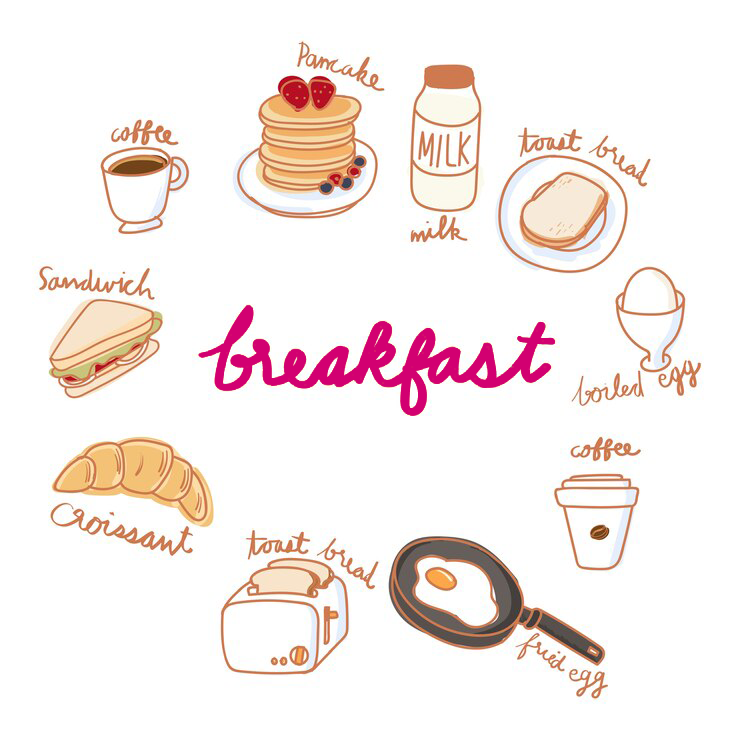 Pancake
coffee
MILK
toast bread
milk
Sandwich
breakfast
boiled egg
coffee
Croissant
toast bread
fried egg